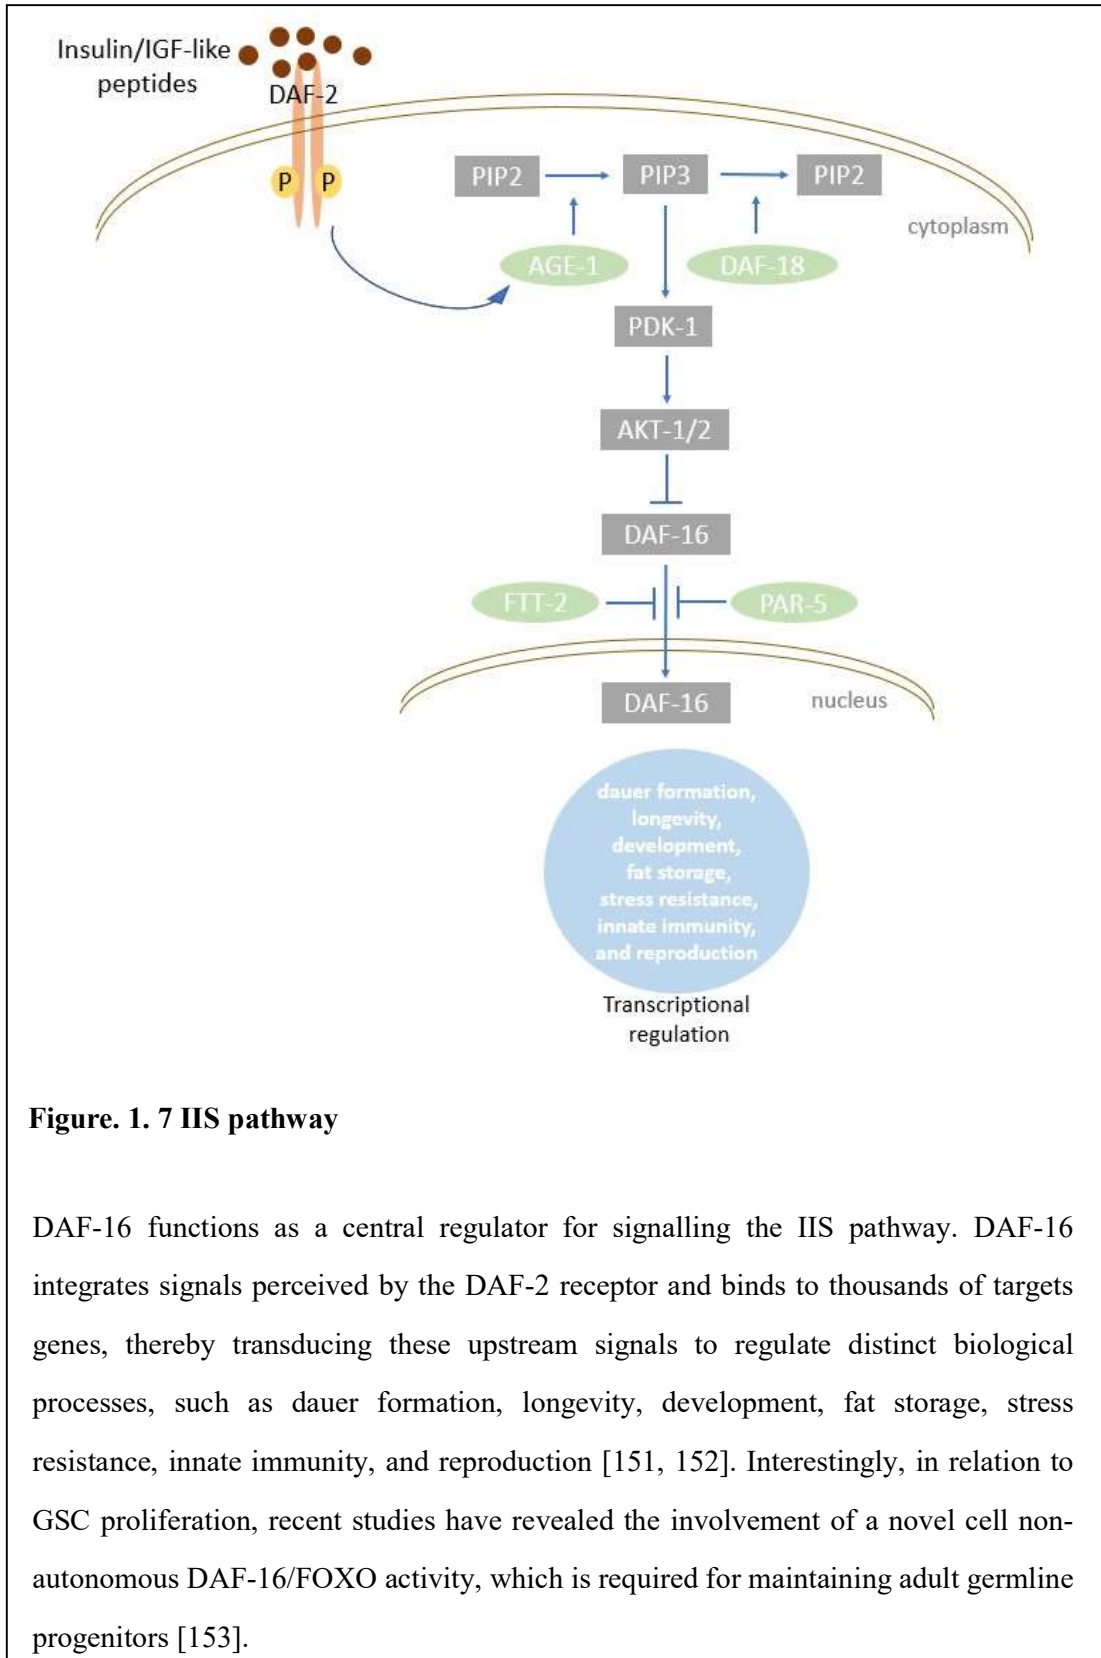 Insulin/IGF-like
peptides
DAF-2
P P
PIP2 PIP3 PIP2
cytoplasm
AGE-1 DAF-18
PDK-1
AKT-1/2
DAF-16
FTT-2 PAR-5
DAF-16 nucleus
dauer formation,
longevity,
development,
fat storage,
stress resistance,
innate immunity,
and reproduction
Transcriptional
regulation
Figure. 1. 7 IIS pathway
DAF-16 functions as a central regulator for signalling the IIS pathway. DAF-16
integrates signals perceived by the DAF-2 receptor and binds to thousands of targets
genes, thereby transducing these upstream signals to regulate distinct biological
processes, such as dauer formation, longevity, development, fat storage, stress
resistance, innate immunity, and reproduction [151, 152]. Interestingly, in relation to
GSC proliferation, recent studies have revealed the involvement of a novel cell non-
autonomous DAF-16/FOXO activity, which is required for maintaining adult germline
progenitors [153].